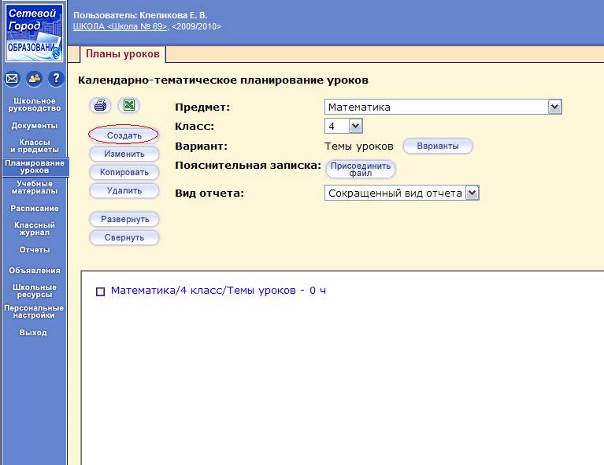 Сетевой
Город
ОБРАЗОВАНИ
Пользователь: Клепикова Е. В.
ШКОЛА <Школа № 69>, <2009/2010>
Планы уроков
Школьное
руководство
Документы
Классы
и предметы
Планирование
уроков
Учебные
материалы
Расписание
Классный
журнал
Отчеты
Объявления
Школьные
ресурсы
Персональные
настройки
Выход
Календарно-тематическое планирование уроков
Создать
Изменить
Копировать
Удалить
Развернуть
Свернуть
Предмет: Математика
Класс: 4
Вариант: Темы уроков Варианты
Пояснительная записка: Присоединить
файл
Вид отчета: Сокращенный вид отчета
Математика/4 класс/Темы уроков - 0 ч